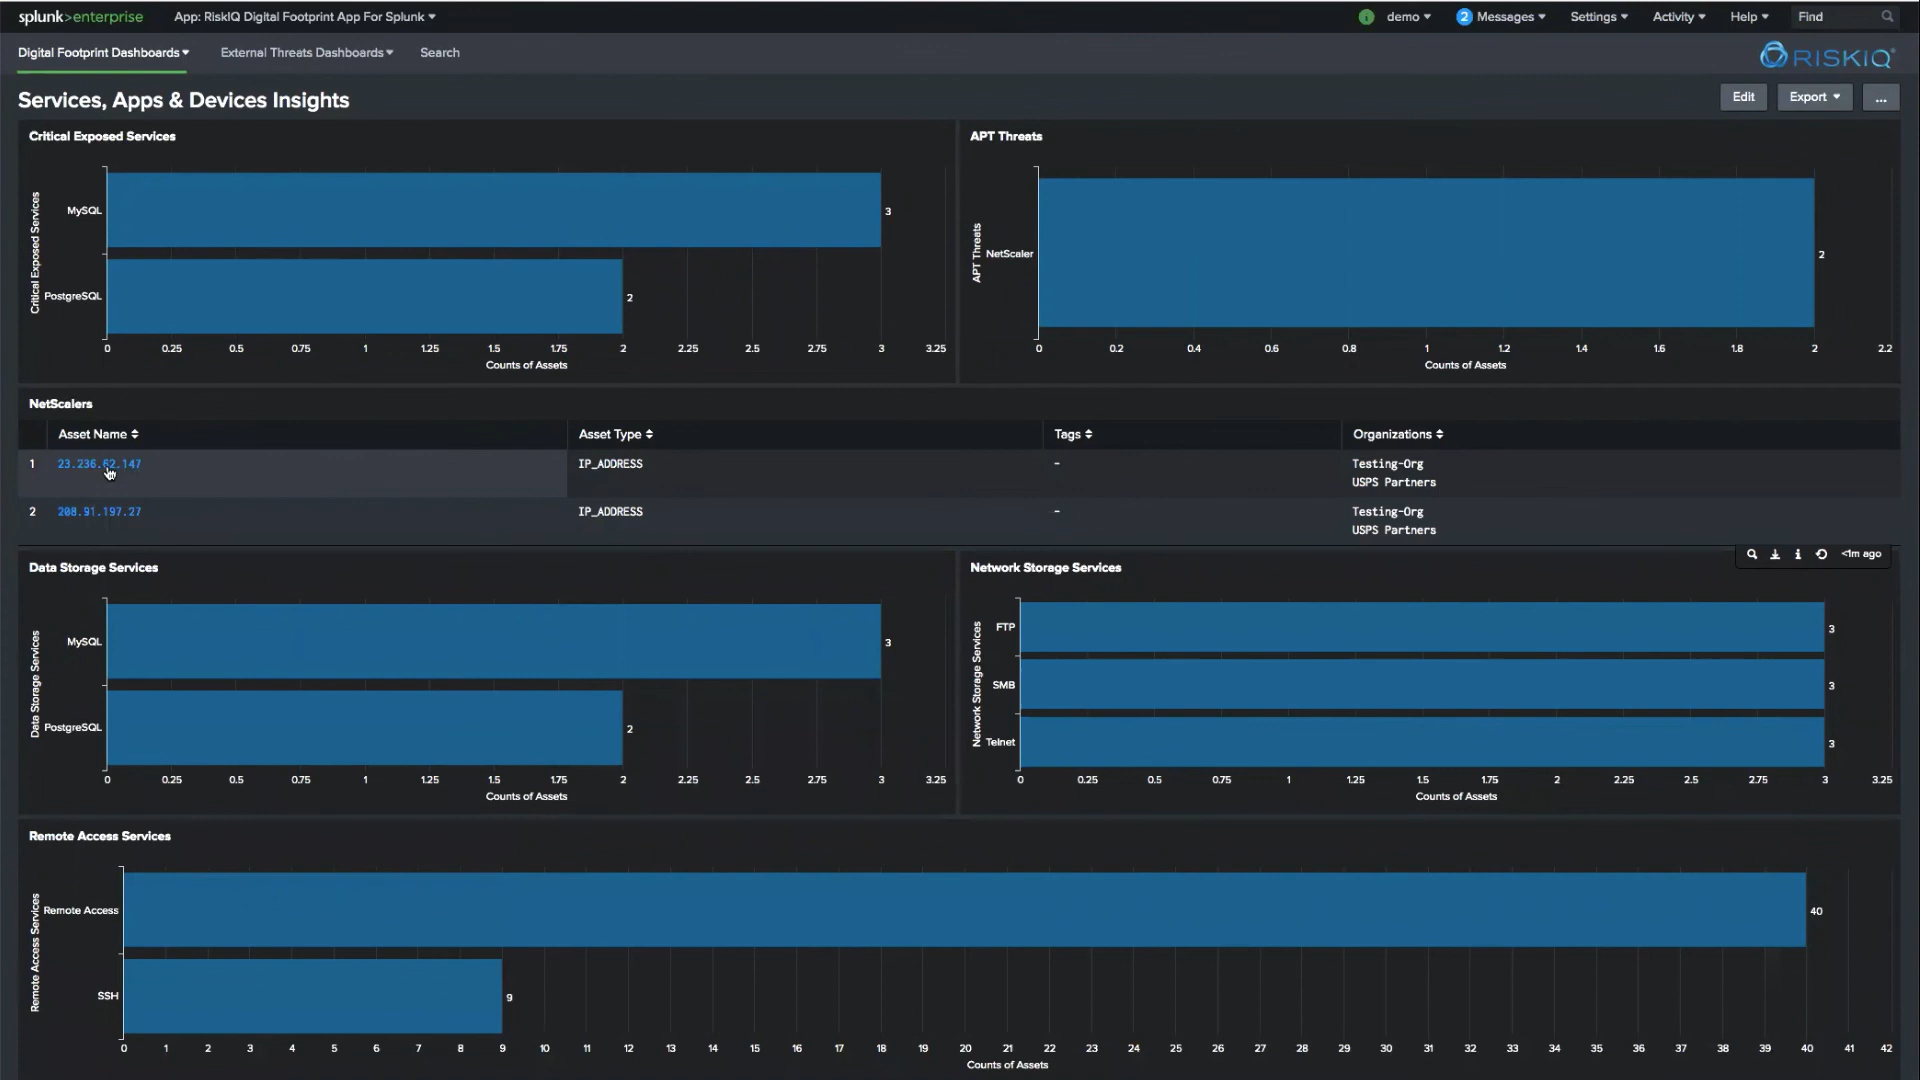 splunk>enterprise App: RiskIQ Digital Footprint App For Splunk i demo 2 Messages Settings Activity Help Find
Digital Footprint Dashboards External Threats Dashboards Search RISKIQ
Services, Apps & Devices Insights Edit Export ...
Critical Exposed Services
Critical Exposed Services
MySQL 3
PostgreSQL 2
0 0.25 0.5 0.75 1 1.25 1.5 1.75 2 2.25 2.5 2.75 3 3.25
Counts of Assets
APT Threats
APT Threats
NetScaler 2
0 0.2 0.4 0.6 0.8 1 1.2 1.4 1.6 1.8 2 2.2
Counts of Assets
NetScalers
Asset Name Asset Type Tags Organizations
1 23.236.62.147 IP_ADDRESS - Testing-Org
USPS Partners
2 208.91.197.27 IP_ADDRESS - Testing-Org
USPS Partners
<1m ago
Data Storage Services
Data Storage Services
MySQL 3
PostgreSQL 2
0 0.25 0.5 0.75 1 1.25 1.5 1.75 2 2.25 2.5 2.75 3 3.25
Counts of Assets
Network Storage Services
Network Storage Services
FTP 3
SMB 3
Telnet 3
0 0.25 0.5 0.75 1 1.25 1.5 1.75 2 2.25 2.5 2.75 3 3.25
Counts of Assets
Remote Access Services
Remote Access Services
Remote Access 40
SSH 9
0 1 2 3 4 5 6 7 8 9 10 11 12 13 14 15 16 17 18 19 20 21 22 23 24 25 26 27 28 29 30 31 32 33 34 35 36 37 38 39 40 41 42
Counts of Assets